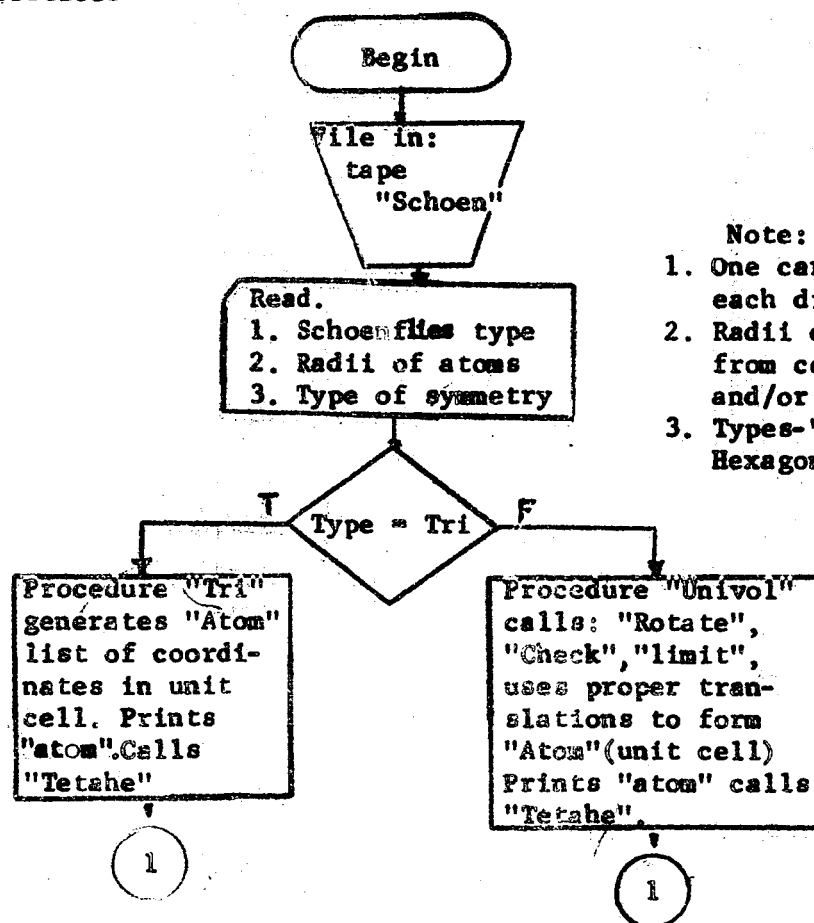 Begin
File in:
tape
"Schoen"
Note:
1. One
each
2. Radii
from
and/or
3. Types-"
Read.
1. Schoenflies type
2. Radii of atoms
3. Type of symmetry
T
Type = Tri
F
Procedure "Tri"
generates "Atom"
list of coordi-
nates in unit
cell. Prints
"atom".Calls
"Tetahe"
1
Procedure "Univol"
calls: "Rotate",
"Check","limit",
uses proper tran-
slations to form
"Atom"(unit cell)
Prints "atom" calls
"Tetahe".
1